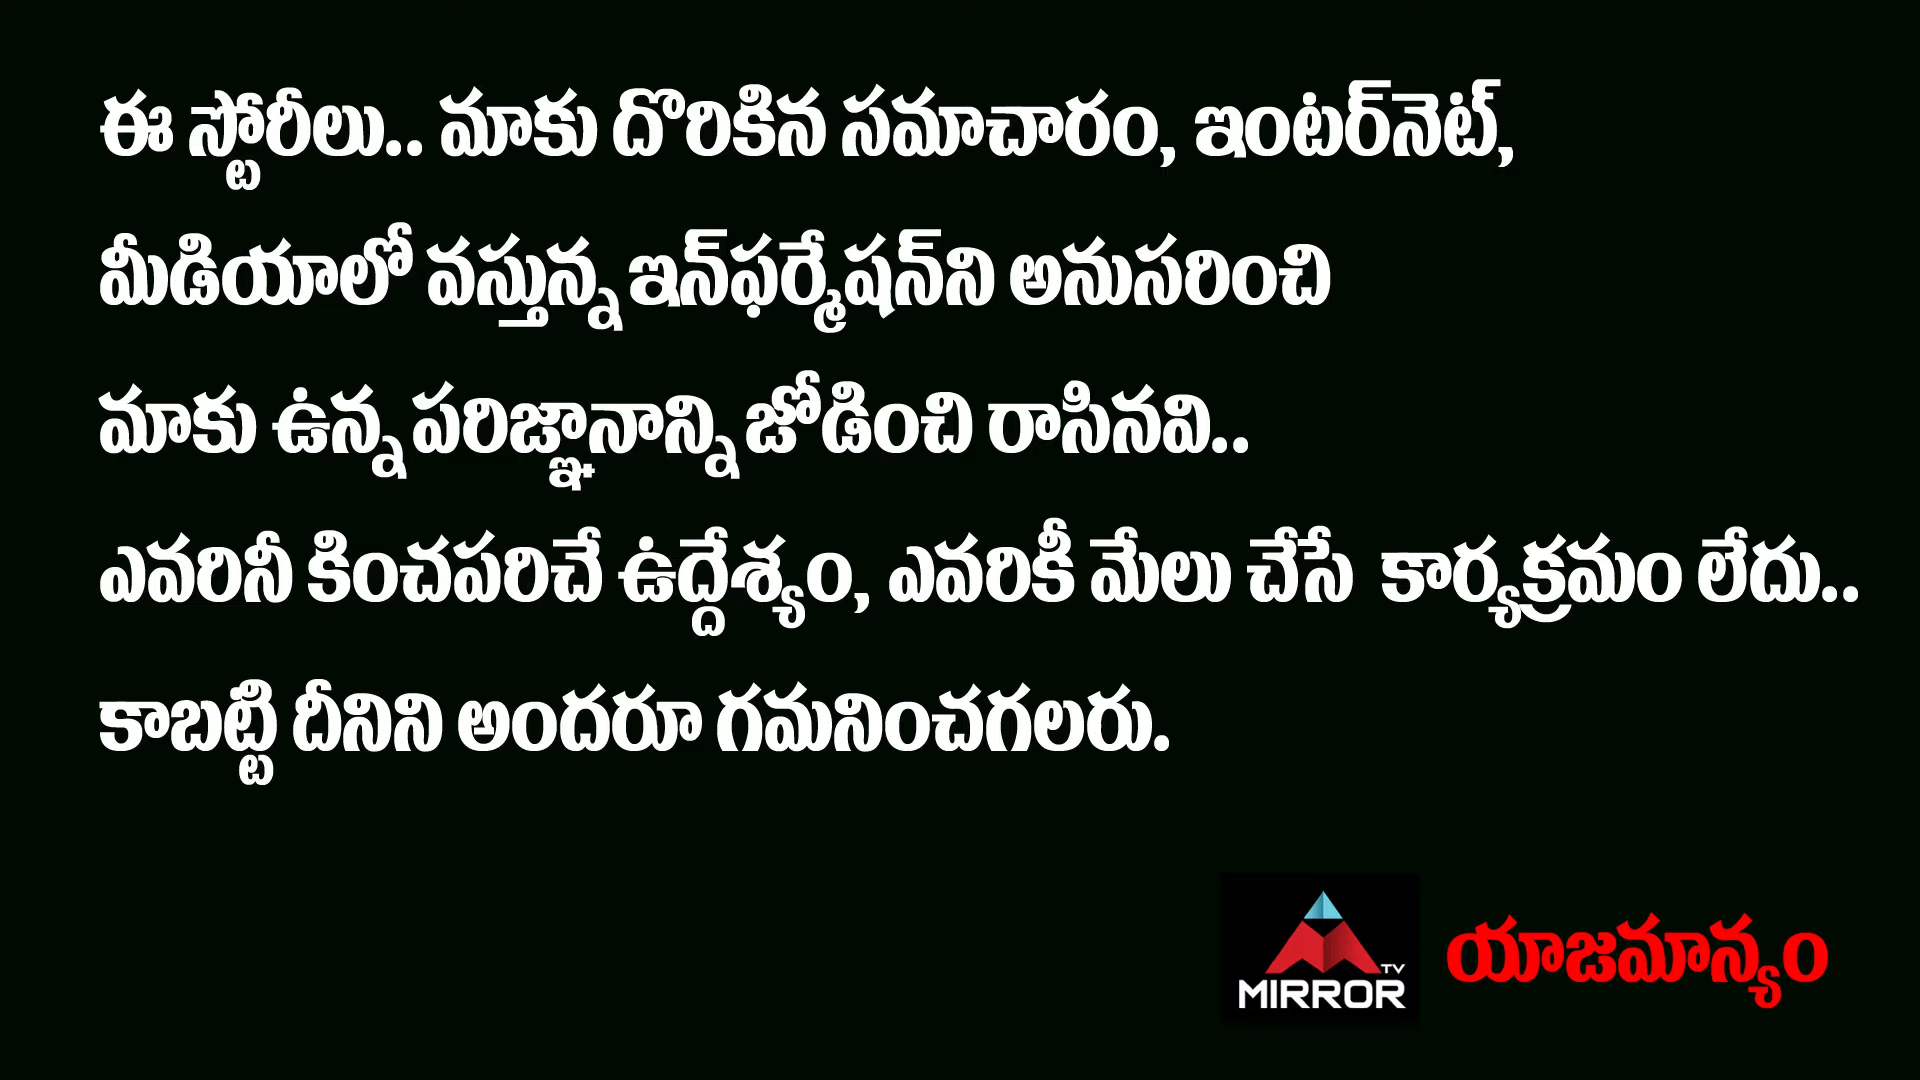 ఈ స్టోరీలు.. మాకు దొరికిన సమాచారం, ఇంటర్‌నెట్,
మీడియాలో వస్తున్న ఇన్‌ఫర్మేషన్‌ని అనుసరించి
మాకు ఉన్న పరిజ్ఞానాన్ని జోడించి రాసినవి..
ఎవరినీ కించపరిచే ఉద్దేశ్యం, ఎవరికీ మేలు చేసే కార్యక్రమం లేదు..
కాబట్టి దీనిని అందరూ గమనించగలరు.
TV
MIRROR
యాజమాన్యం